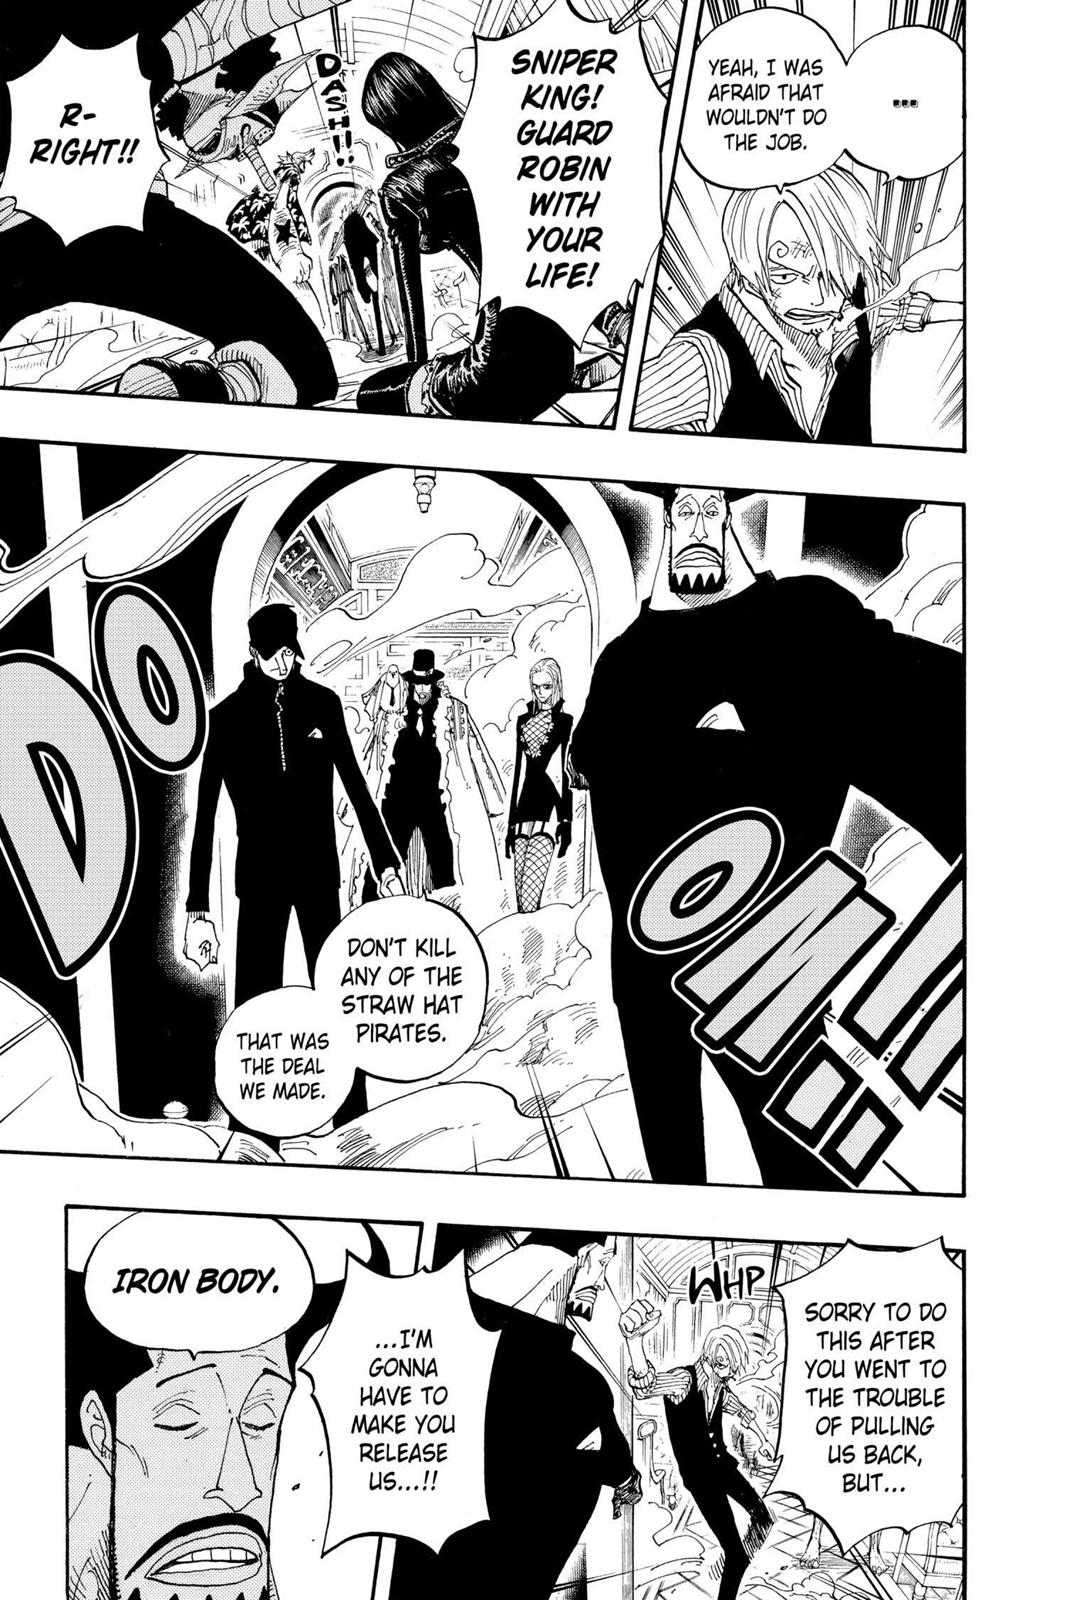 ...
YEAH, I WAS
AFRAID THAT
WOULDN'T DO
THE JOB.
SNIPER
KING!
GUARD
ROBIN
WITH
YOUR
LIFE!
DASH!!
R-
RIGHT!!
DOOM!!
DON'T KILL
ANY OF THE
STRAW HAT
PIRATES.
THAT WAS
THE DEAL
WE MADE.
SORRY TO DO
THIS AFTER
YOU WENT TO
THE TROUBLE
OF PULLING
US BACK,
BUT...
WHP
...I'M
GONNA
HAVE TO
MAKE YOU
RELEASE
US...!!
IRON BODY.